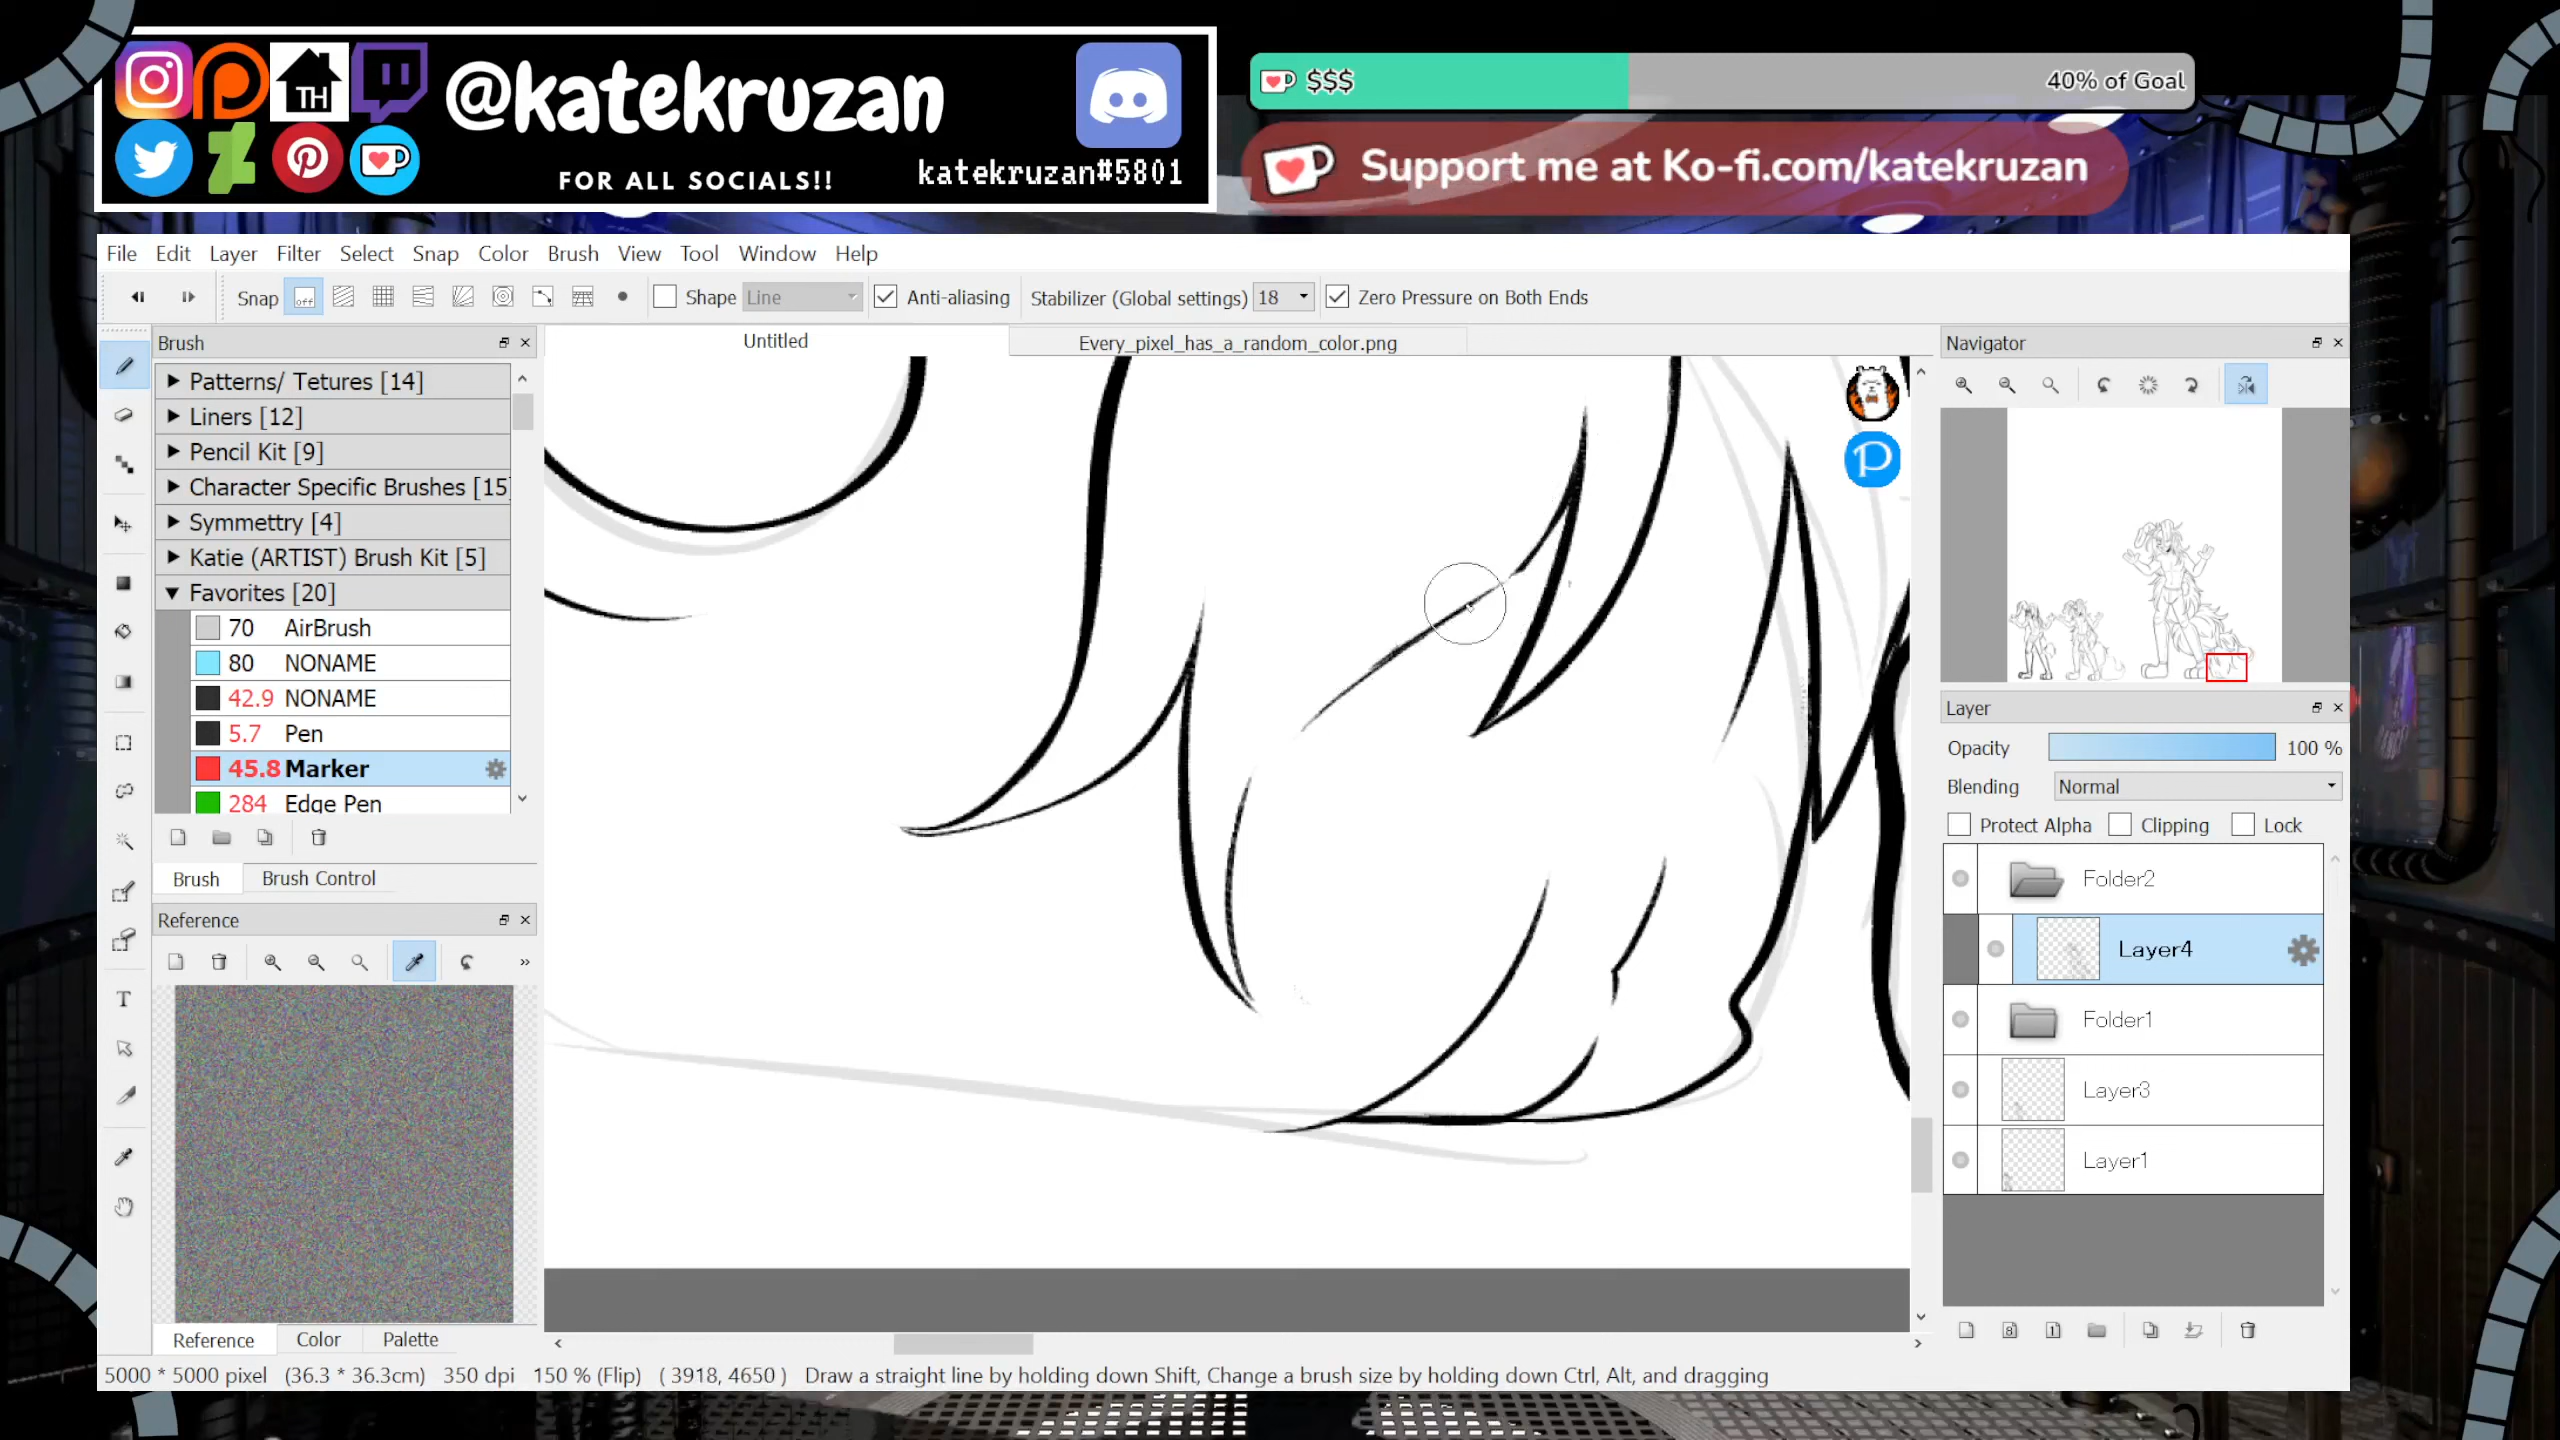 @katekruzan
FOR ALL SOCIALS!!
katekruzan#5801
TH
$$$
40% of Goal
Support me at Ko-fi.com/katekruzan
File Edit Layer Filter Select Snap Color Brush View Tool Window Help
Snap off Shape Line Anti-aliasing Stabilizer (Global settings) 18 Zero Pressure on Both Ends
Brush
Untitled
Every_pixel_has_a_random_color.png
Navigator
Patterns/ Tetures [14]
Liners [12]
Pencil Kit [9]
Character Specific Brushes [15]
Symmettry [4]
Katie (ARTIST) Brush Kit [5]
Favorites [20]
70 AirBrush
80 NONAME
42.9 NONAME
5.7 Pen
45.8 Marker
284 Edge Pen
Brush
Brush Control
Reference
Reference Color Palette
P
Layer
Opacity 100 %
Blending Normal
Protect Alpha Clipping Lock
Folder2
Layer4
Folder1
Layer3
Layer1
8
1
5000 * 5000 pixel (36.3 * 36.3cm) 350 dpi 150 % (Flip) ( 3918, 4650 ) Draw a straight line by holding down Shift, Change a brush size by holding down Ctrl, Alt, and dragging